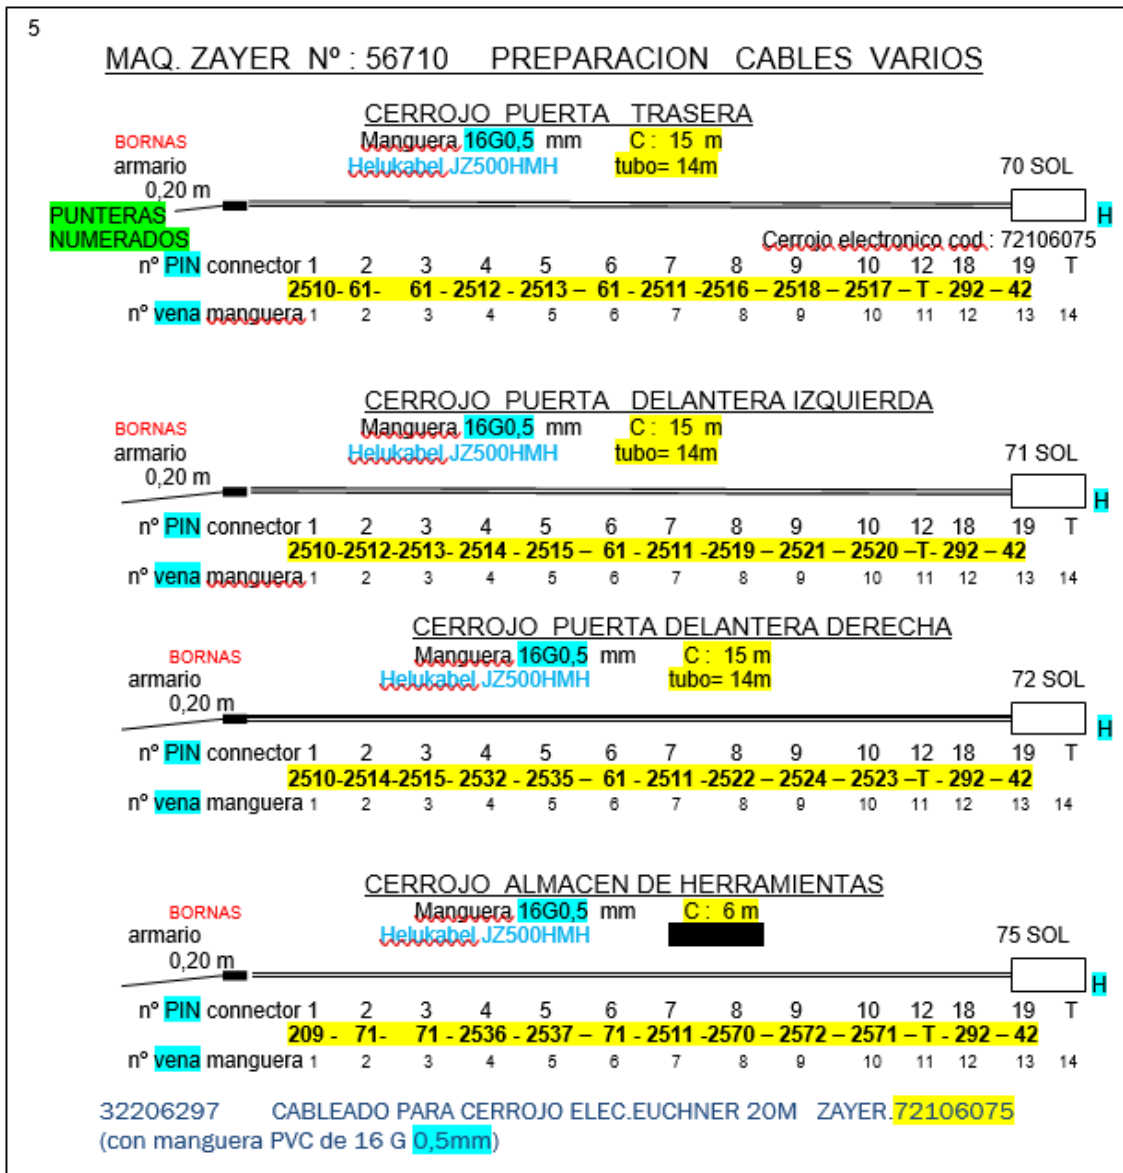 5
MAQ. ZAYER Nº : 56710 PREPARACION CABLES VARIOS
CERROJO PUERTA TRASERA
BORNAS Manguera 16G0,5 mm C : 15 m
armario Helukabel JZ500HMH tubo= 14m 70 SOL
0,20 m
PUNTERAS H
NUMERADOS Cerrojo electronico cod : 72106075
nº PIN connector 1 2 3 4 5 6 7 8 9 10 12 18 19 T
2510- 61- 61 - 2512 - 2513 – 61 - 2511 -2516 – 2518 – 2517 – T - 292 – 42
nº vena manguera 1 2 3 4 5 6 7 8 9 10 11 12 13 14
CERROJO PUERTA DELANTERA IZQUIERDA
BORNAS Manguera 16G0,5 mm C : 15 m
armario Helukabel JZ500HMH tubo= 14m 71 SOL
0,20 m
H
nº PIN connector 1 2 3 4 5 6 7 8 9 10 12 18 19 T
2510-2512-2513- 2514 - 2515 – 61 - 2511 -2519 – 2521 – 2520 –T- 292 – 42
nº vena manguera 1 2 3 4 5 6 7 8 9 10 11 12 13 14
CERROJO PUERTA DELANTERA DERECHA
BORNAS Manguera 16G0,5 mm C : 15 m
armario Helukabel JZ500HMH tubo= 14m 72 SOL
0,20 m
H
nº PIN connector 1 2 3 4 5 6 7 8 9 10 12 18 19 T
2510-2514-2515- 2532 - 2535 – 61 - 2511 -2522 – 2524 – 2523 –T - 292 – 42
nº vena manguera 1 2 3 4 5 6 7 8 9 10 11 12 13 14
CERROJO ALMACEN DE HERRAMIENTAS
BORNAS Manguera 16G0,5 mm C : 6 m
armario Helukabel JZ500HMH 75 SOL
0,20 m
H
nº PIN connector 1 2 3 4 5 6 7 8 9 10 12 18 19 T
209 - 71- 71 - 2536 - 2537 – 71 - 2511 -2570 – 2572 – 2571 – T - 292 – 42
nº vena manguera 1 2 3 4 5 6 7 8 9 10 11 12 13 14
32206297 CABLEADO PARA CERROJO ELEC.EUCHNER 20M ZAYER.72106075
(con manguera PVC de 16 G 0,5mm)